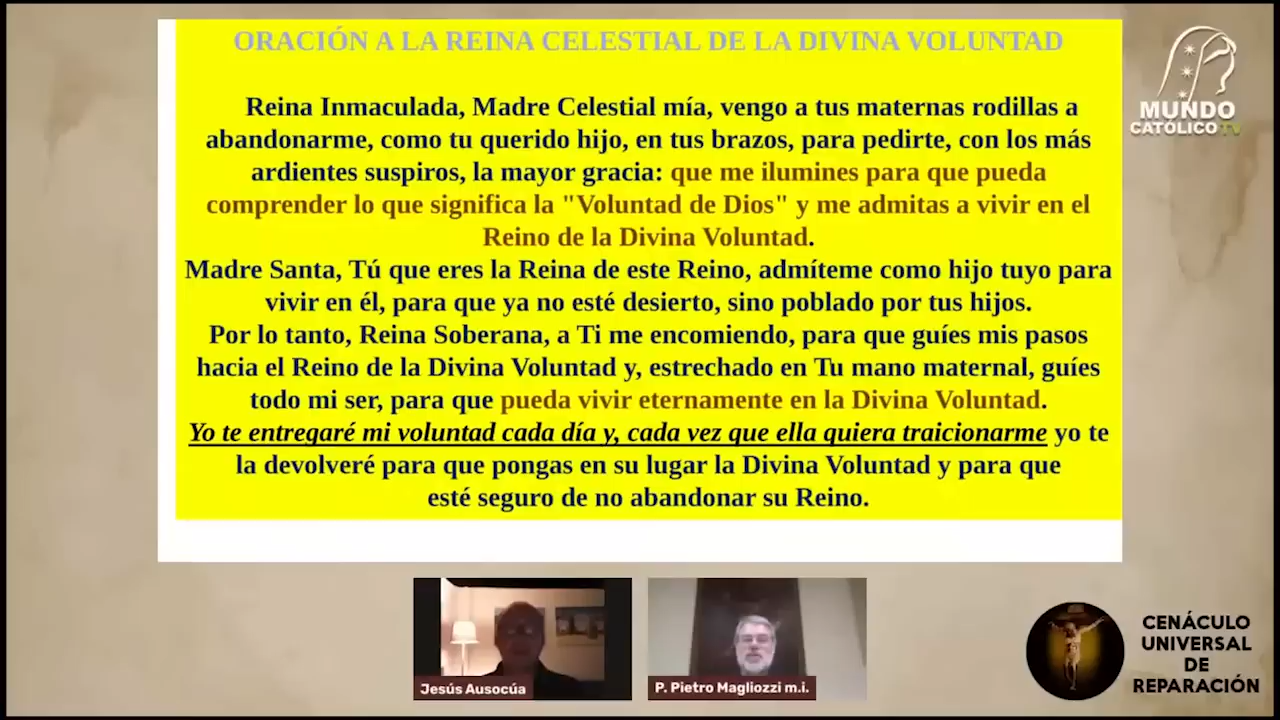 ORACIÓN A LA REINA CELESTIAL DE LA DIVINA VOLUNTAD
Reina Inmaculada, Madre Celestial mía, vengo a tus maternas rodillas a
abandonarme, como tu querido hijo, en tus brazos, para pedirte, con los más
ardientes suspiros, la mayor gracia: que me ilumines para que pueda
comprender lo que significa la "Voluntad de Dios" y me admitas a vivir en el
Reino de la Divina Voluntad.
Madre Santa, Tú que eres la Reina de este Reino, admíteme como hijo tuyo para
vivir en él, para que ya no esté desierto, sino poblado por tus hijos.
Por lo tanto, Reina Soberana, a Ti me encomiendo, para que guíes mis pasos
hacia el Reino de la Divina Voluntad y, estrechado en Tu mano maternal, guíes
todo mi ser, para que pueda vivir eternamente en la Divina Voluntad.
Yo te entregaré mi voluntad cada día y, cada vez que ella quiera traicionarme yo te
la devolveré para que pongas en su lugar la Divina Voluntad y para que
esté seguro de no abandonar su Reino.
MUNDO
CATÓLICO TV
Jesús Ausocúa
P. Pietro Magliozzi m.i.
CENÁCULO
UNIVERSAL
DE
REPARACIÓN